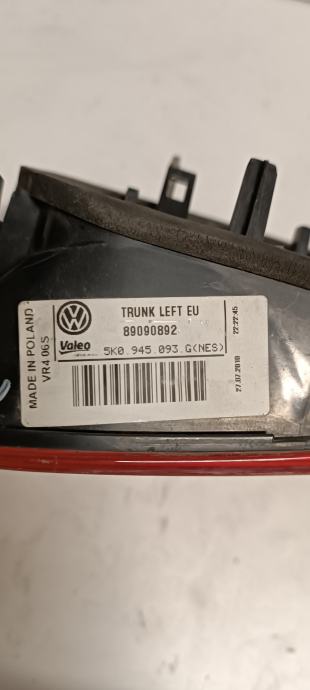 TRUNK LEFT EU
89090892
Valeo
5K0.945.093.G(NES)
MADE IN POLAND
VR4 06S
22:22:45
27.07.2010